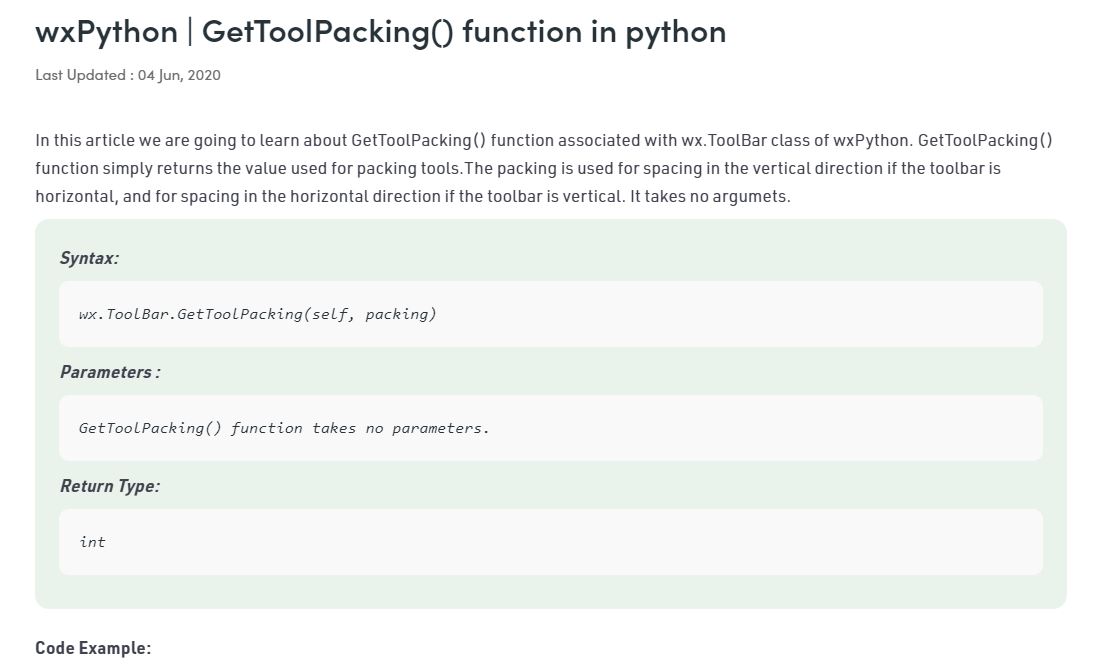 wxPython | GetToolPacking() function in python
Last Updated : 04 Jun, 2020
In this article we are going to learn about GetToolPacking() function associated with wx.ToolBar class of wxPython. GetToolPacking()
function simply returns the value used for packing tools.The packing is used for spacing in the vertical direction if the toolbar is
horizontal, and for spacing in the horizontal direction if the toolbar is vertical. It takes no argumets.
Syntax:
wx.ToolBar.GetToolPacking(self, packing)
Parameters :
GetToolPacking() function takes no parameters.
Return Type:
int
Code Example: